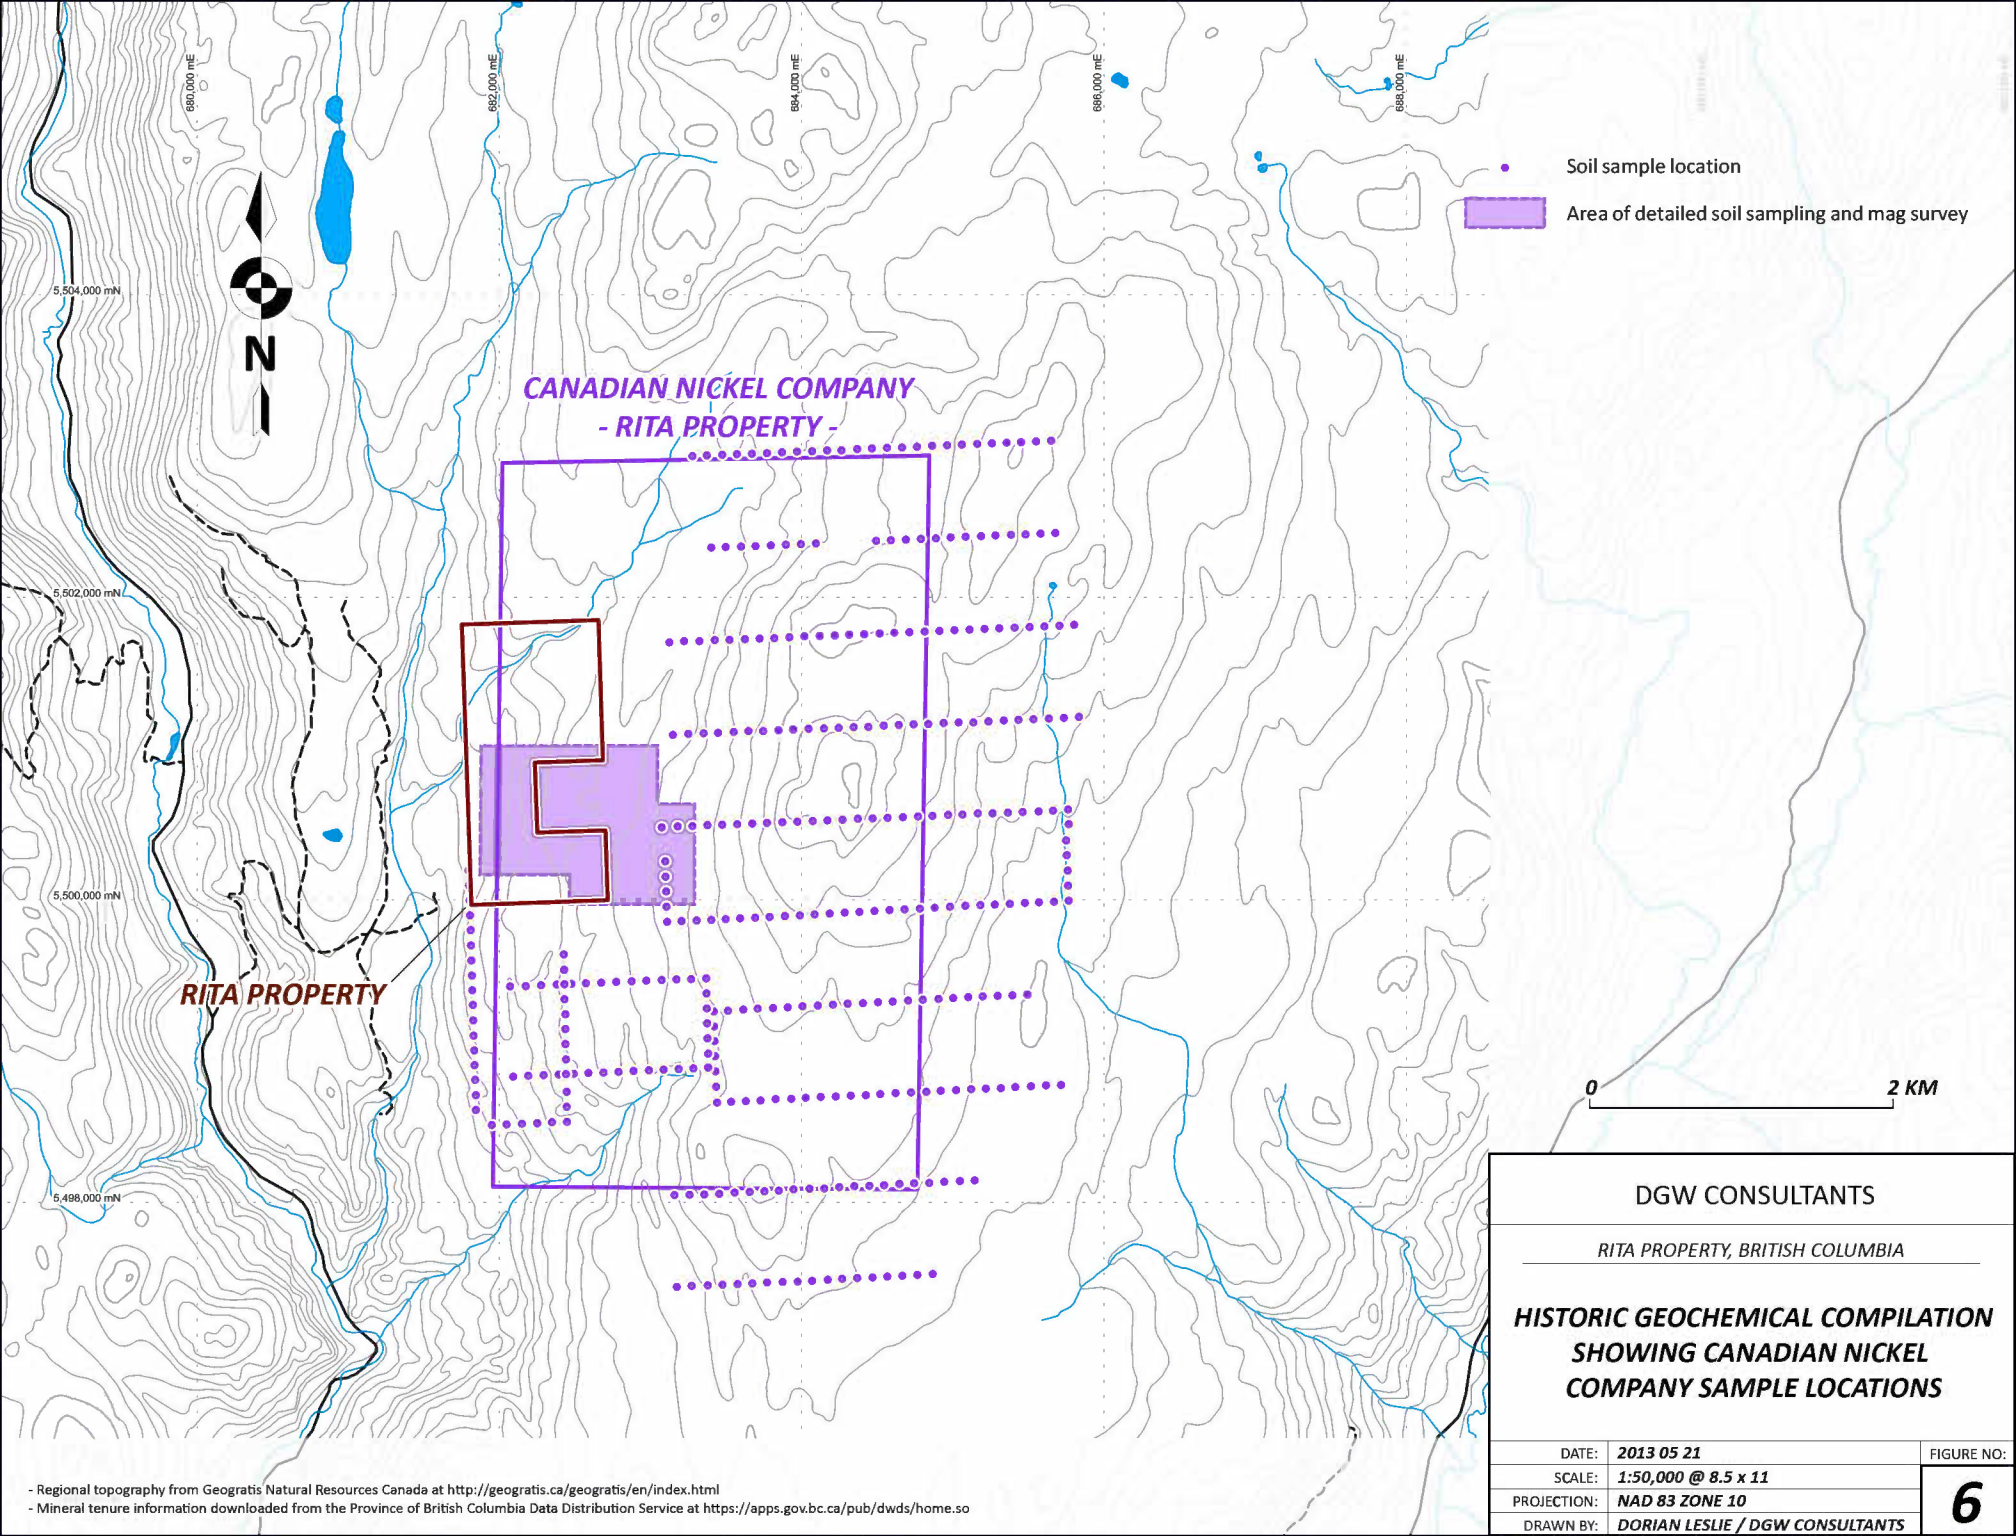 680,000 mE
682,000 mE
684,000 mE
686,000 mE
688,000 mE
Soil sample location
Area of detailed soil sampling and mag survey
5,504,000 mN
N
CANADIAN NICKEL COMPANY
- RITA PROPERTY -
5,502,000 mN
5,500,000 mN
RITA PROPERTY
0
2 KM
5,498,000 mN
DGW CONSULTANTS
RITA PROPERTY, BRITISH COLUMBIA
HISTORIC GEOCHEMICAL COMPILATION
SHOWING CANADIAN NICKEL
COMPANY SAMPLE LOCATIONS
DATE: 2013 05 21
FIGURE NO:
SCALE: 1:50,000 @ 8.5 x 11
PROJECTION: NAD 83 ZONE 10
6
DRAWN BY: DORIAN LESLIE / DGW CONSULTANTS
- Regional topography from Geogratis Natural Resources Canada at http://geogratis.ca/geogratis/en/index.html
- Mineral tenure information downloaded from the Province of British Columbia Data Distribution Service at https://apps.gov.bc.ca/pub/dwds/home.so